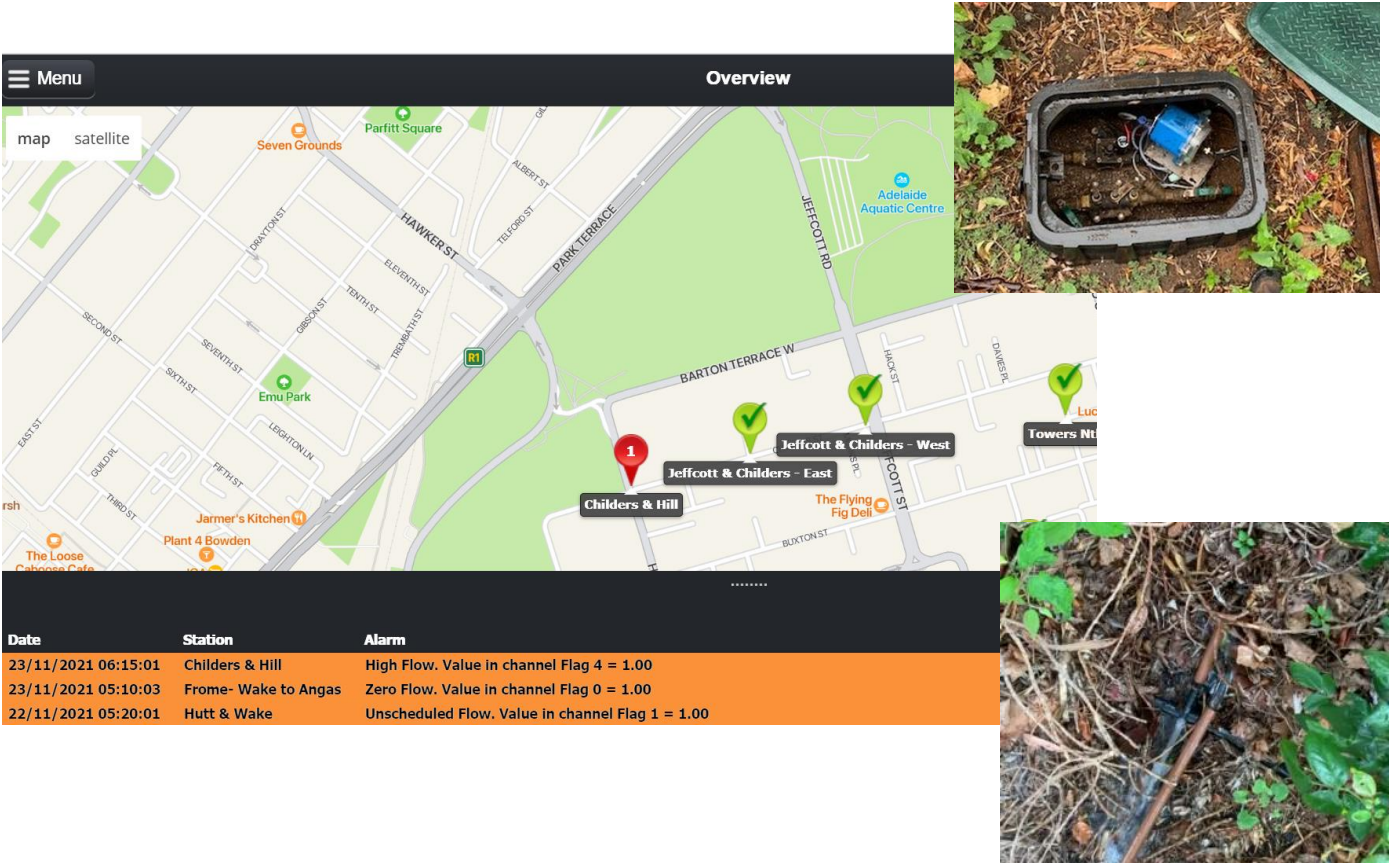 Menu
Overview
map
satellite
Seven Grounds
Parfitt Square
ALBERT ST
TELFORD ST
DRAYTON ST
HAWKER ST
PARK TERRACE
JEFFCOTT RD
Adelaide
Aquatic Centre
ELEVENTH ST
TENTH ST
GIBSON ST
TREMBATH ST
SECOND ST
SEVENTH ST
SIXTH ST
R1
Emu Park
BARTON TERRACE W
HACK ST
DAVIES PL
EAST ST
LEIGHTON LN
GUILD PL
FIFTH ST
THIRD ST
1
Childers & Hill
Jeffcott & Childers - East
Jeffcott & Childers - West
Luc
Towers Nt
FCOTT ST
The Flying
Fig Deli
BUXTON ST
rsh
Jarmer's Kitchen
Plant 4 Bowden
The Loose
Caboose Cafe
IGA
H
Date Station Alarm
23/11/2021 06:15:01 Childers & Hill High Flow. Value in channel Flag 4 = 1.00
23/11/2021 05:10:03 Frome- Wake to Angas Zero Flow. Value in channel Flag 0 = 1.00
22/11/2021 05:20:01 Hutt & Wake Unscheduled Flow. Value in channel Flag 1 = 1.00